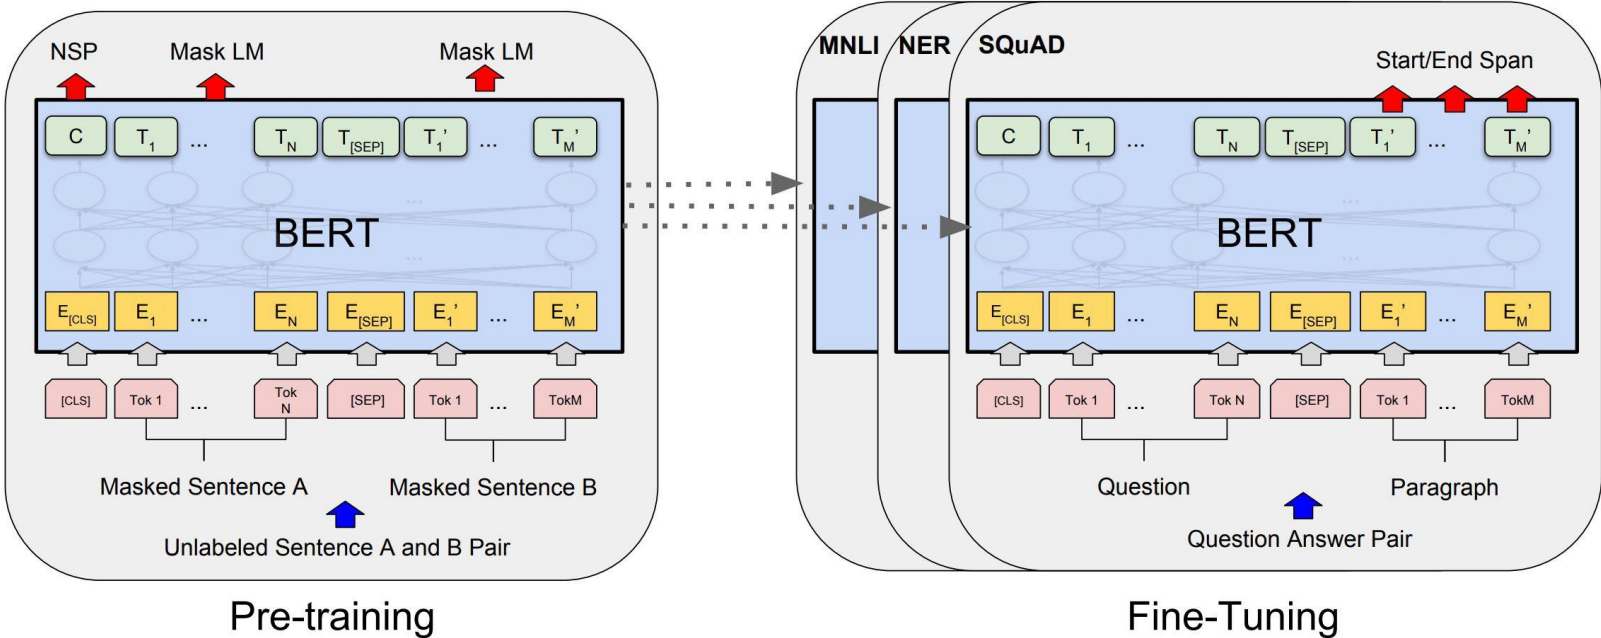 NSP Mask LM Mask LM
C T1 ... TN T[SEP] T1' ... TM'
...
BERT
...
E[CLS] E1 ... EN E[SEP] E1' ... EM'
[CLS] Tok 1 ... Tok N [SEP] Tok 1 ... TokM
Masked Sentence A Masked Sentence B
Unlabeled Sentence A and B Pair
Pre-training
MNLI NER SQuAD
Start/End Span
C T1 ... TN T[SEP] T1' ... TM'
...
BERT
...
E[CLS] E1 ... EN E[SEP] E1' ... EM'
[CLS] Tok 1 ... Tok N [SEP] Tok 1 ... TokM
Question Paragraph
Question Answer Pair
Fine-Tuning